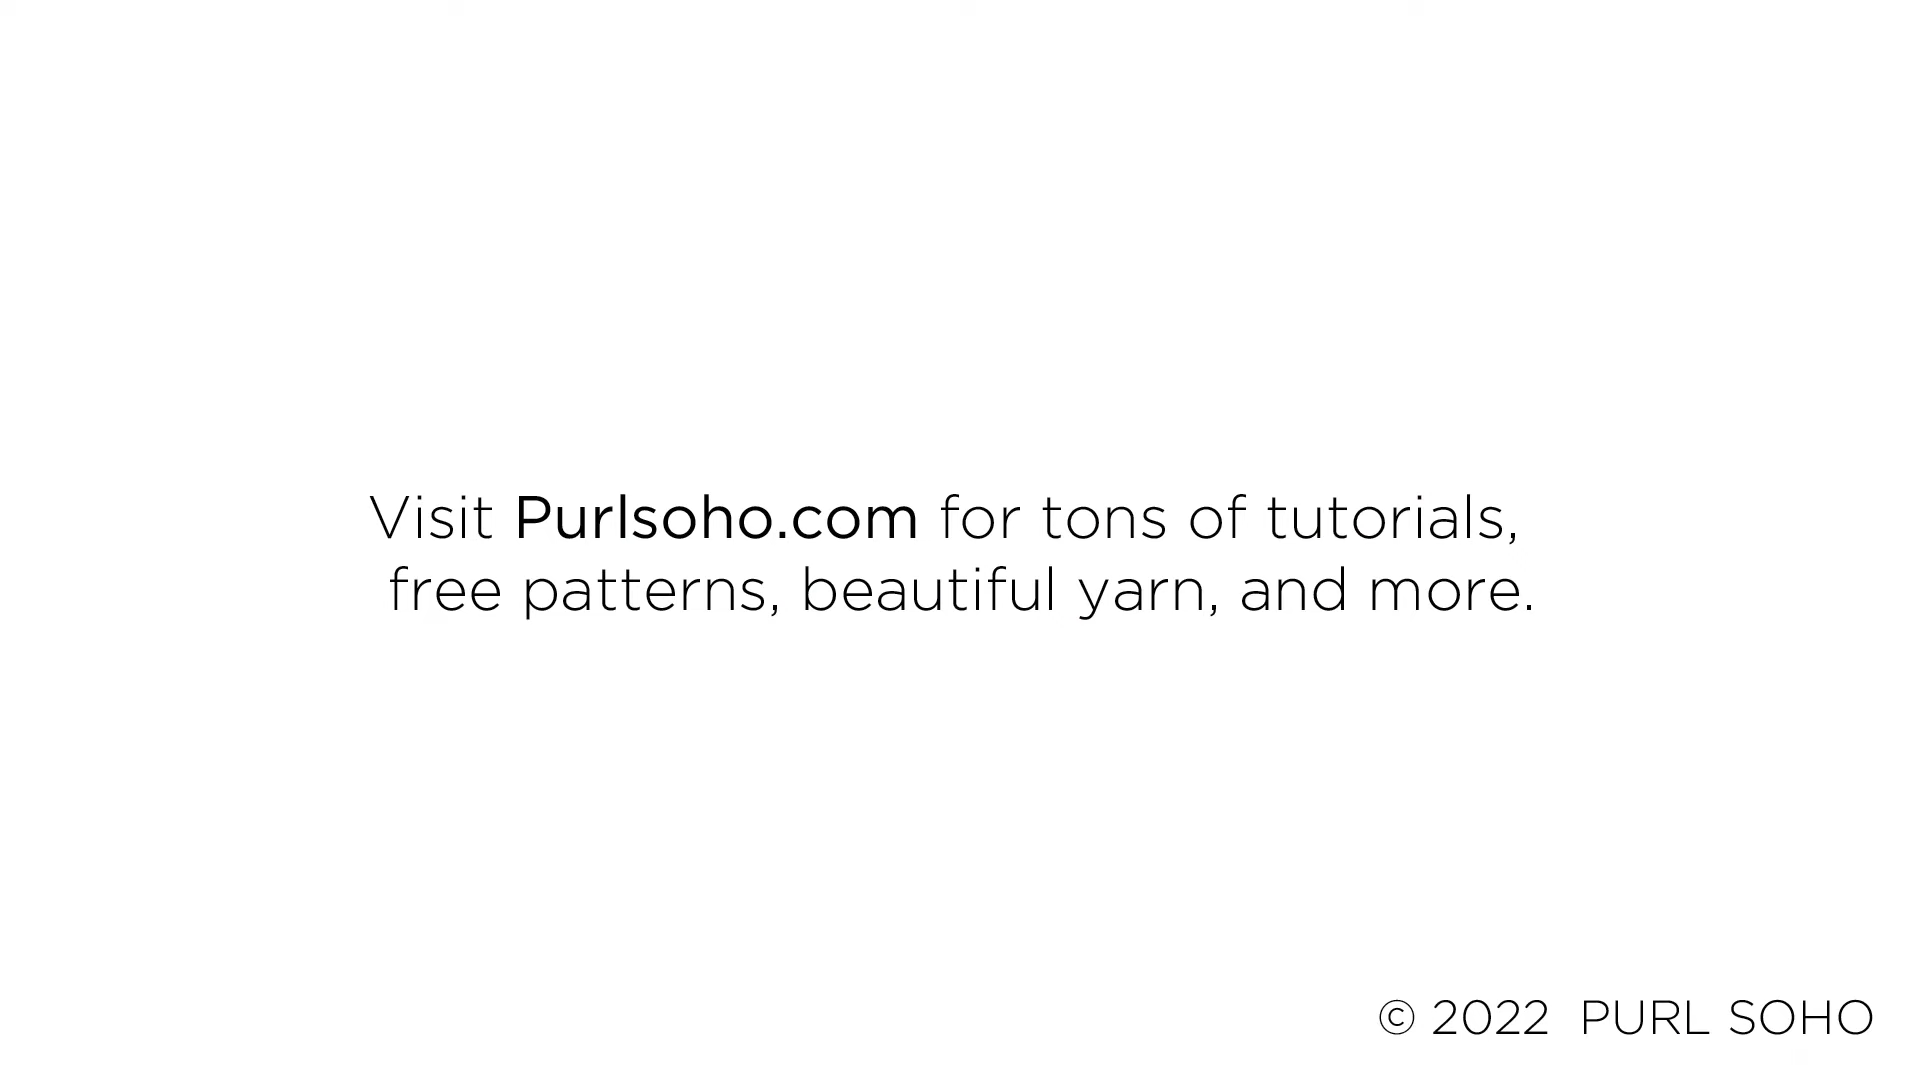 Visit Purlsoho.com for tons of tutorials,
free patterns, beautiful yarn, and more.
© 2022 PURL SOHO